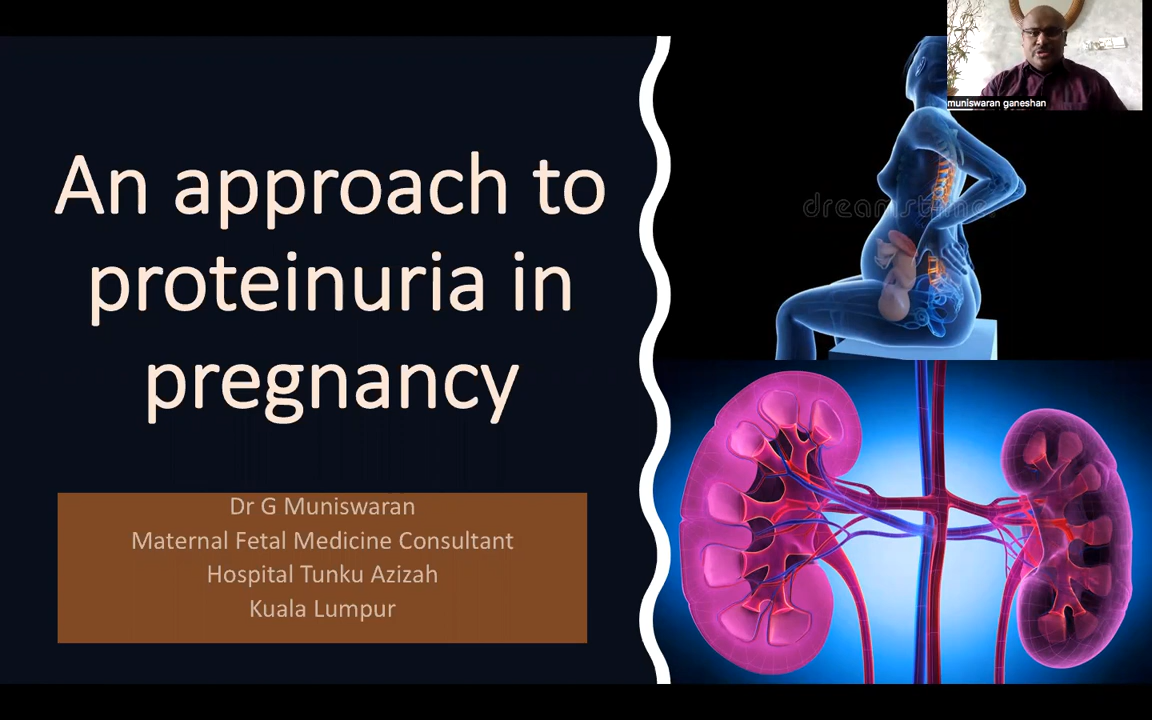 An approach to
proteinuria in
pregnancy
Dr G Muniswaran
Maternal Fetal Medicine Consultant
Hospital Tunku Azizah
Kuala Lumpur
muniswaran ganeshan
dreamstime